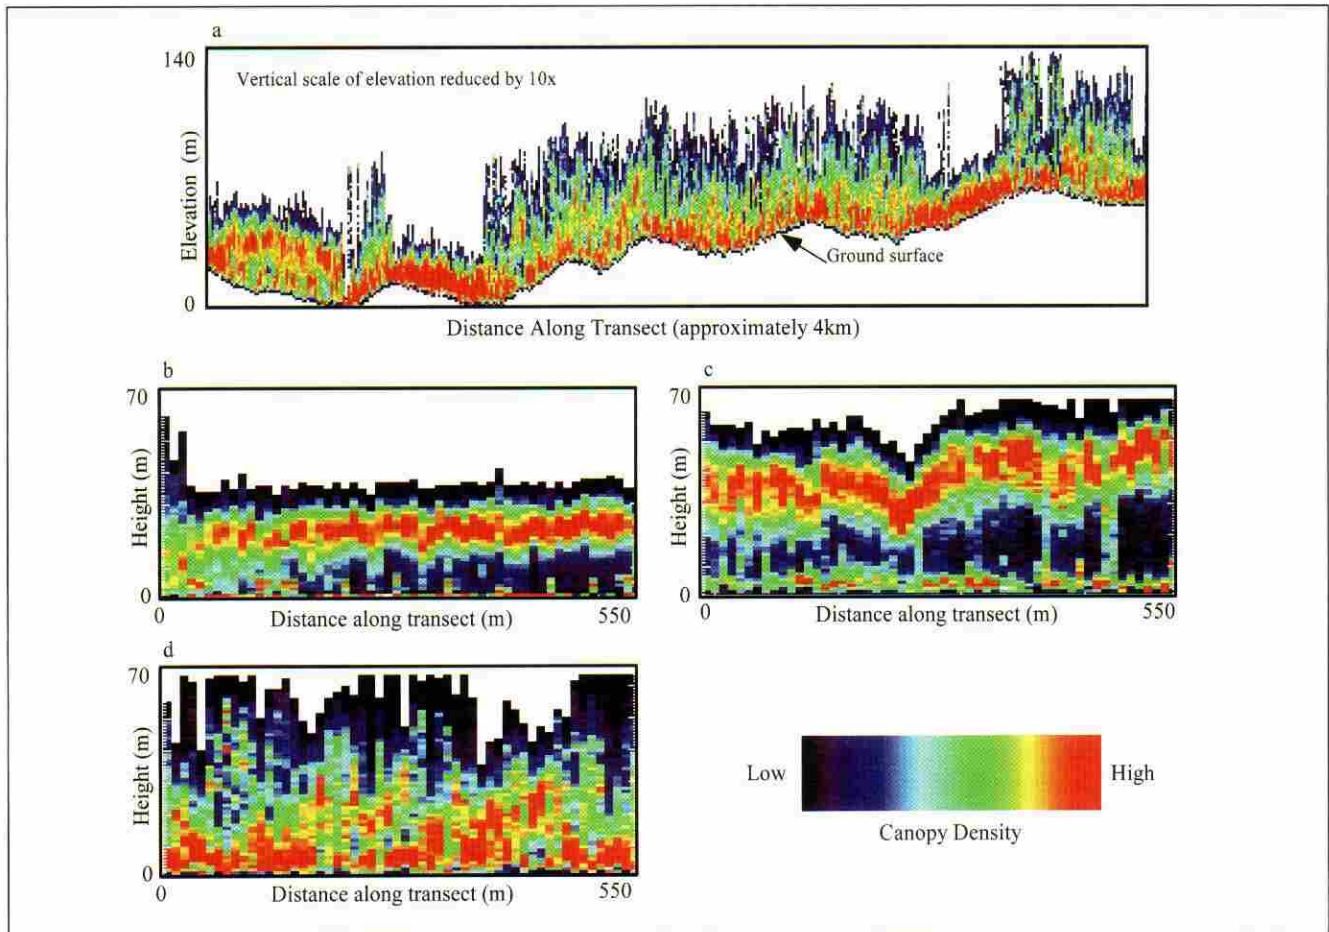 a
140
Vertical scale of elevation reduced by 10x
Elevation (m)
Ground surface
0
Distance Along Transect (approximately 4km)
b
70
Height (m)
0
0
Distance along transect (m)
550
c
70
Height (m)
0
0
Distance along transect (m)
550
d
70
Height (m)
0
0
Distance along transect (m)
550
Low
High
Canopy Density